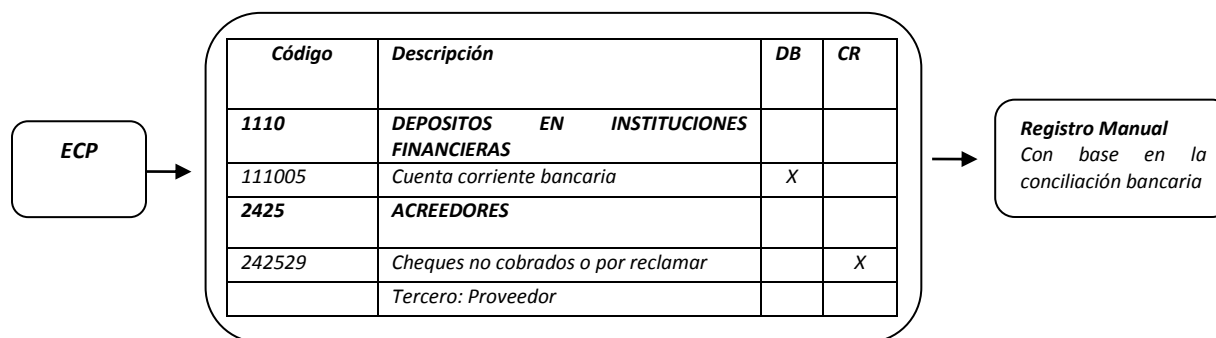 ECP
Código Descripción DB CR
1110 DEPOSITOS EN INSTITUCIONES
FINANCIERAS
111005 Cuenta corriente bancaria X
2425 ACREEDORES
242529 Cheques no cobrados o por reclamar X
Tercero: Proveedor
Registro Manual
Con base en la
conciliación bancaria